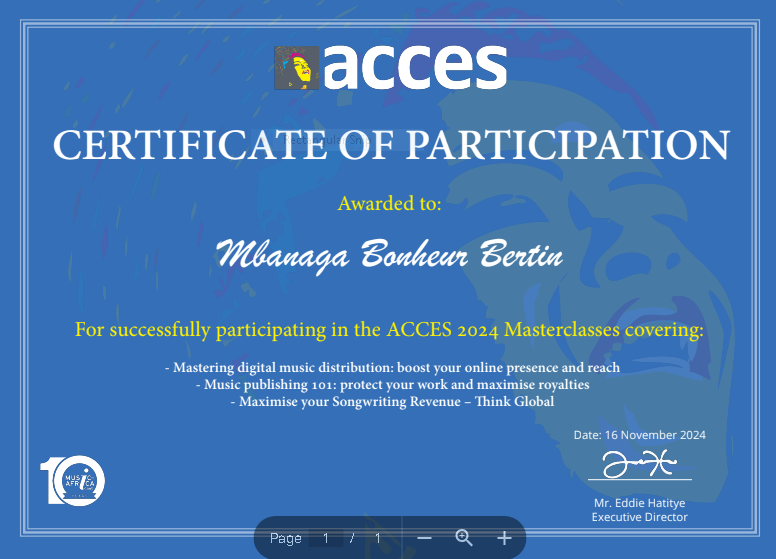 acces
CERTIFICATE OF PARTICIPATION
Rectangular Snip
Awarded to:
Mbanaga Bonheur Bertin
For successfully participating in the ACCES 2024 Masterclasses covering:
- Mastering digital music distribution: boost your online presence and reach
- Music publishing 101: protect your work and maximise royalties
- Maximise your Songwriting Revenue – Think Global
Date: 16 November 2024
10
MUSIC
AFRICA
Mr. Eddie Hatitye
Executive Director
Page 1 / 1